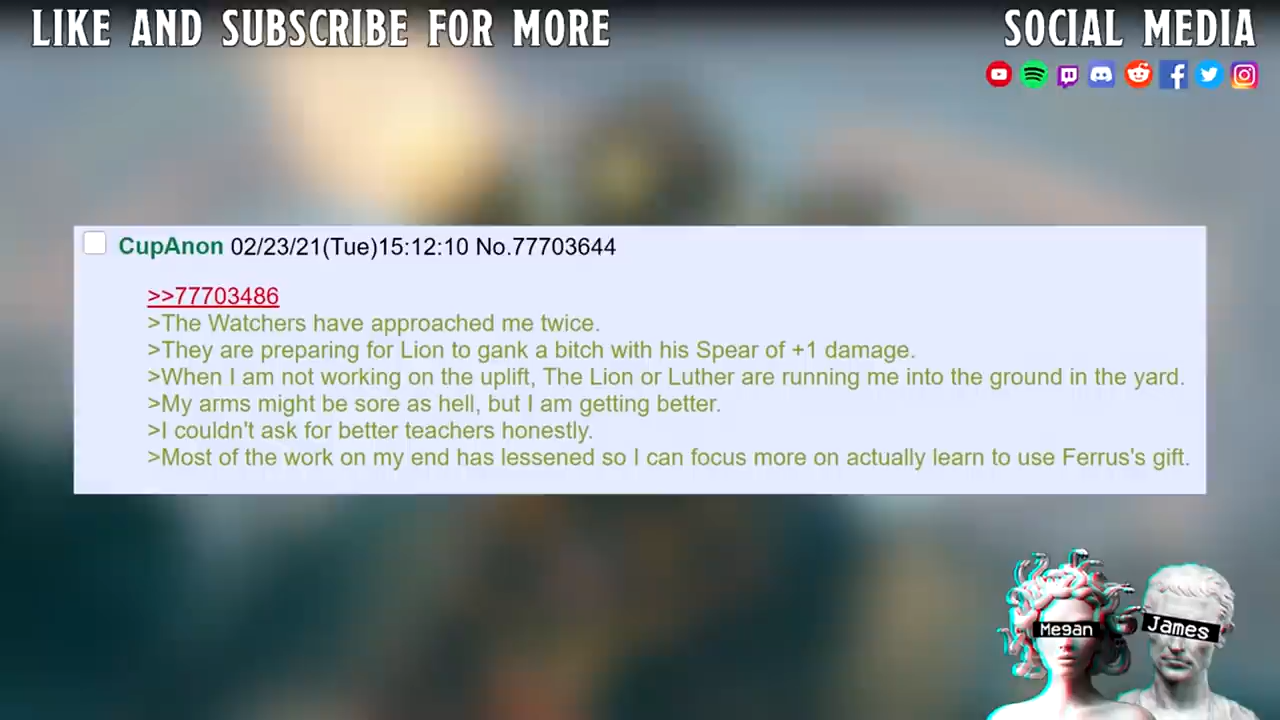 LIKE AND SUBSCRIBE FOR MORE
SOCIAL MEDIA
CupAnon 02/23/21(Tue)15:12:10 No.77703644
>>77703486
>The Watchers have approached me twice.
>They are preparing for Lion to gank a bitch with his Spear of +1 damage.
>When I am not working on the uplift, The Lion or Luther are running me into the ground in the yard.
>My arms might be sore as hell, but I am getting better.
>I couldn't ask for better teachers honestly.
>Most of the work on my end has lessened so I can focus more on actually learn to use Ferrus's gift.
Megan
James